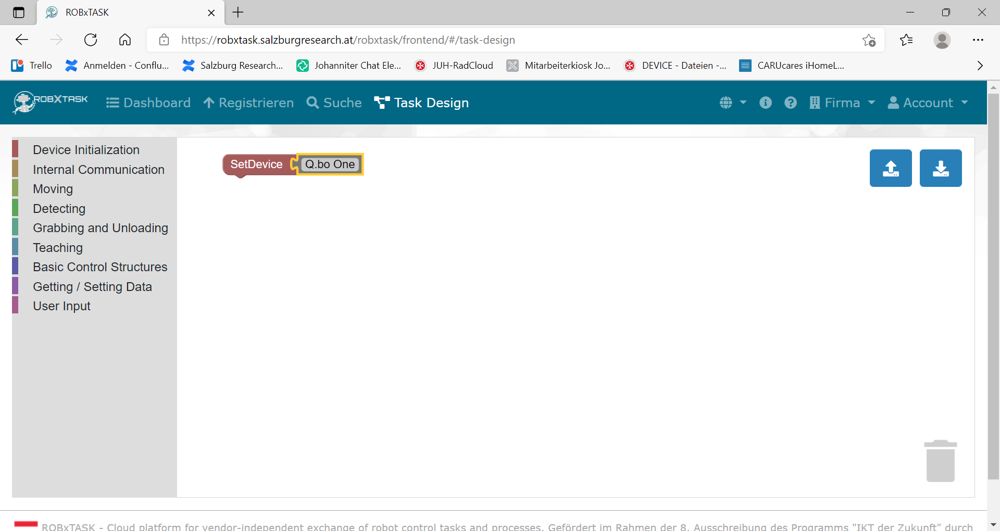 ROBxTASK
https://robxtask.salzburgresearch.at/robxtask/frontend/#/task-design
Trello Anmelden - Conflu... Salzburg Research... Johanniter Chat Ele... JUH-RadCloud Mitarbeiterkiosk Jo... DEVICE - Dateien -... CARUcares iHomeL...
ROBXTASK Dashboard Registrieren Suche Task Design Firma Account
Device Initialization
Internal Communication
Moving
Detecting
Grabbing and Unloading
Teaching
Basic Control Structures
Getting / Setting Data
User Input
SetDevice Q.bo One
ROBxTASK - Cloud platform for vendor-independent exchange of robot control tasks and processes. Gefördert im Rahmen der 8. Ausschreibung des Programms "IKT der Zukunft" durch